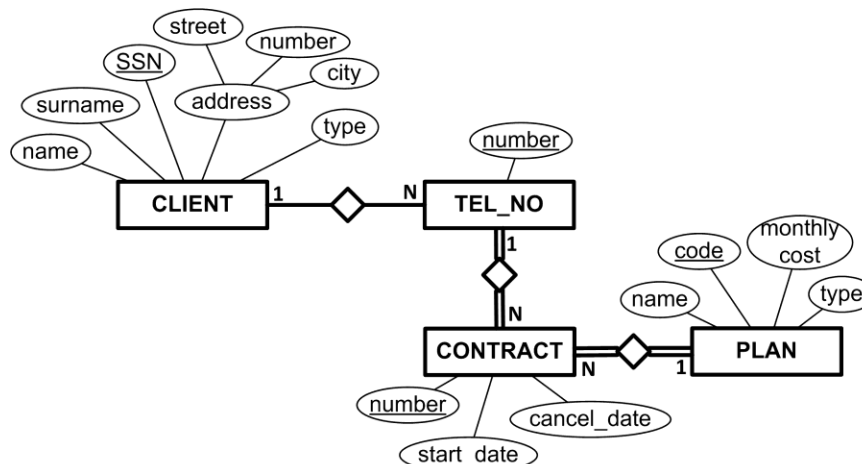 street
number
SSN
city
surname
address
name
type
number
CLIENT
1
N
TEL_NO
1
monthly
cost
code
name
type
N
CONTRACT
N
1
PLAN
number
cancel_date
start_date